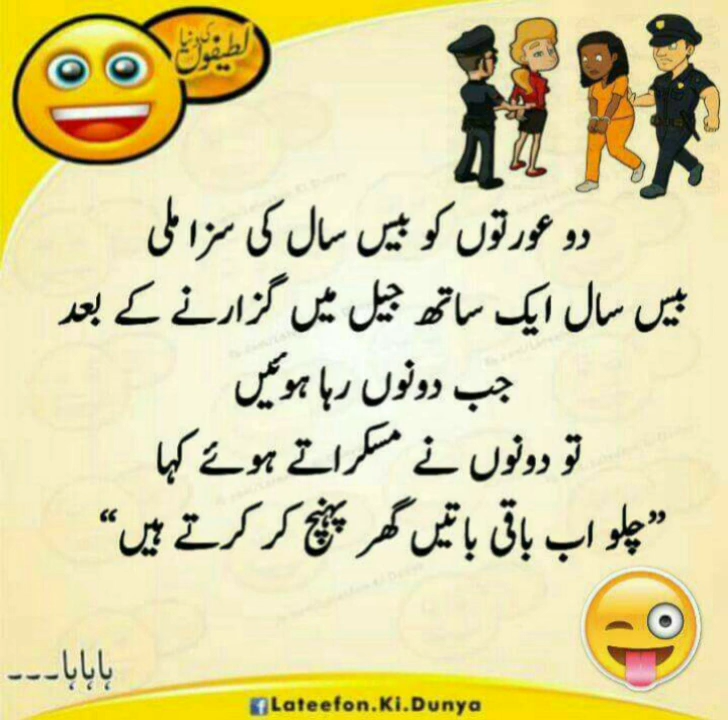 لطیفوں کی دنیا
دو عورتوں کو بیس سال کی سزا ملی
بیس سال ایک ساتھ جیل میں گزارنے کے بعد
جب دونوں رہا ہوئیں
تو دونوں نے مسکراتے ہوئے کہا
”چلو اب باقی باتیں گھر پہنچ کر کرتے ہیں“
ہاہاہا۔۔۔
Lateefon.Ki.Dunya